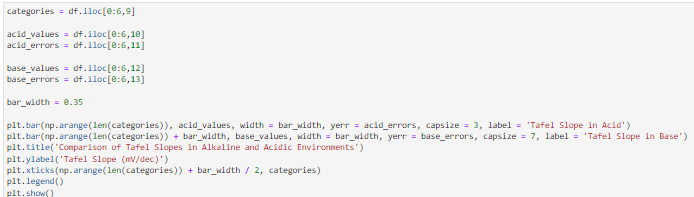 categories = df.iloc[0:6,9]
acid_values = df.iloc[0:6,10]
acid_errors = df.iloc[0:6,11]
base_values = df.iloc[0:6,12]
base_errors = df.iloc[0:6,13]
bar_width = 0.35
plt.bar(np.arange(len(categories)), acid_values, width = bar_width, yerr = acid_errors, capsize = 3, label = 'Tafel Slope in Acid')
plt.bar(np.arange(len(categories)) + bar_width, base_values, width = bar_width, yerr = base_errors, capsize = 7, label = 'Tafel Slope in Base')
plt.title('Comparison of Tafel Slopes in Alkaline and Acidic Environments')
plt.ylabel('Tafel Slope (mV/dec)')
plt.xticks(np.arange(len(categories)) + bar_width / 2, categories)
plt.legend()
plt.show()